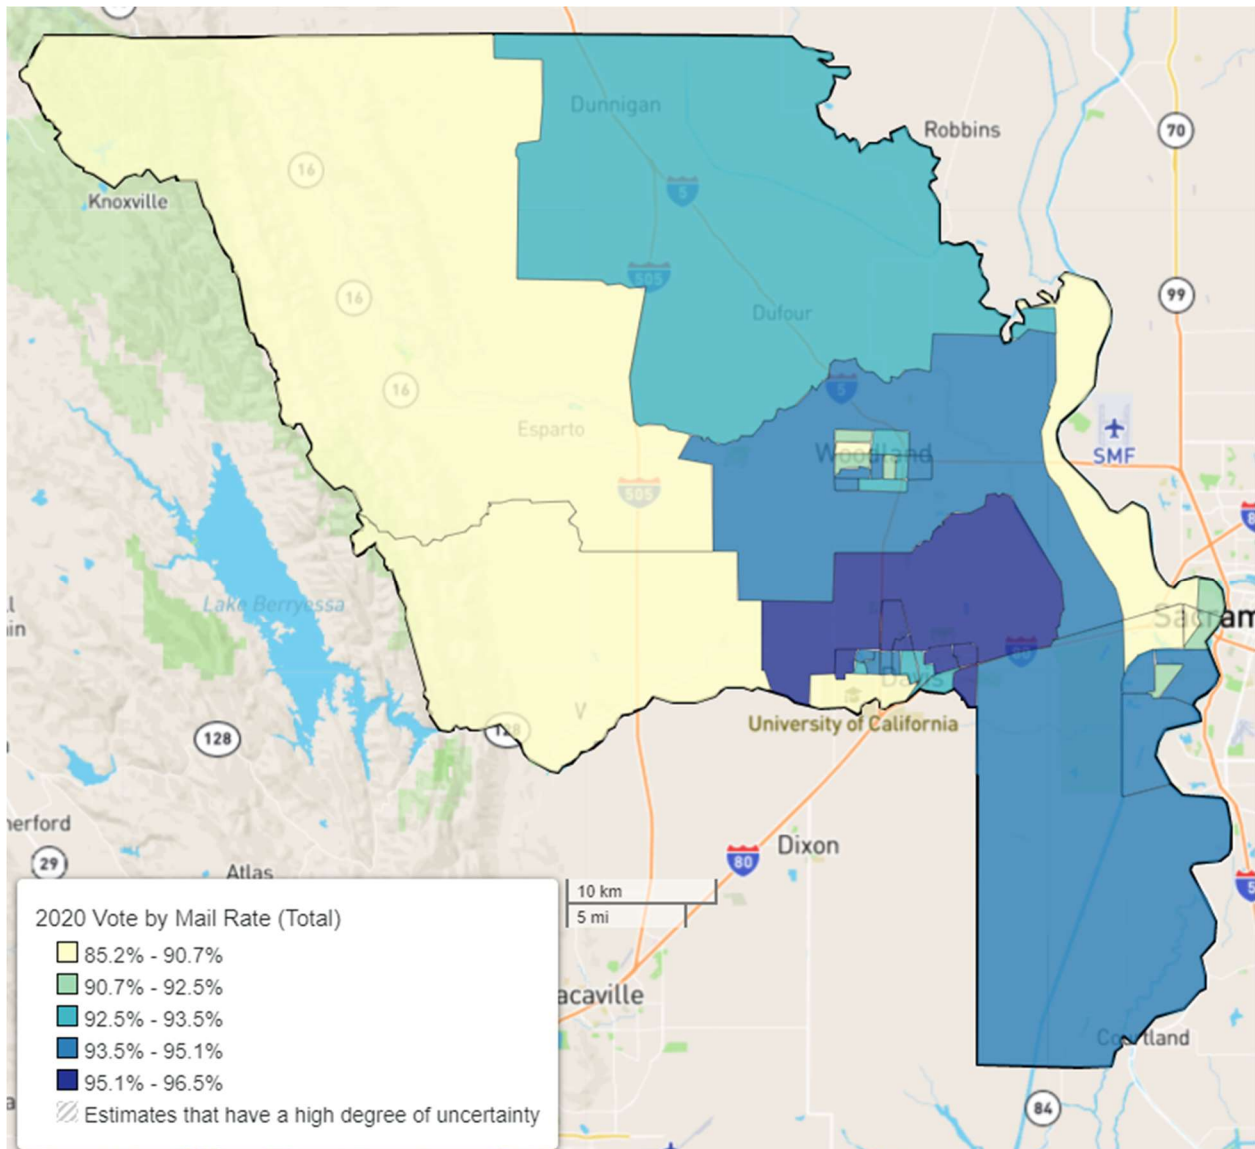 Dunnigan
Robbins
70
16
5
Knoxville
505
16
99
Dufour
16
5
Esparto
Woodland
SMF
505
Lake Berryessa
Sacram
80
Davis
V
128
University of California
128
Dixon
80
29
Atlas
10 km
5 mi
Courtland
84
2020 Vote by Mail Rate (Total)
85.2% - 90.7%
90.7% - 92.5%
92.5% - 93.5%
93.5% - 95.1%
95.1% - 96.5%
Estimates that have a high degree of uncertainty
acaville
herford